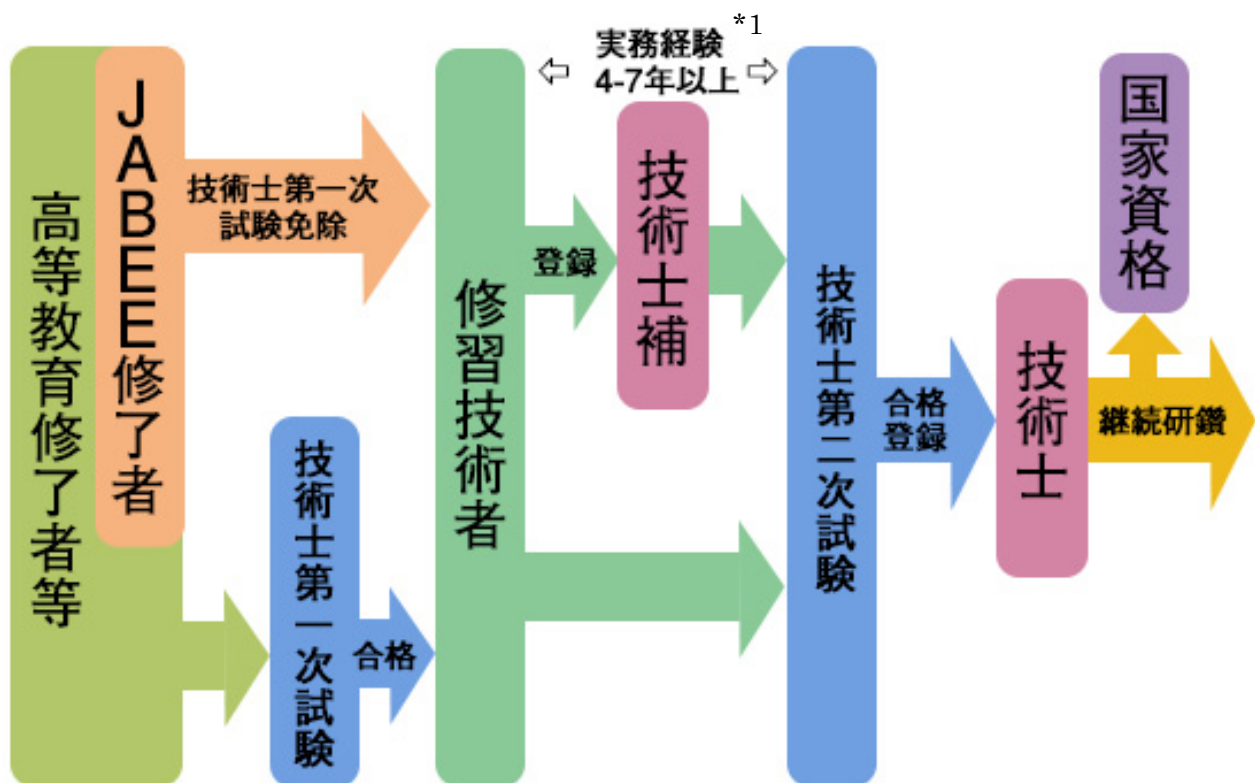 高等教育修了者等
JABEE修了者
技術士第一次
試験免除
技術士第一次試験
合格
修習技術者
実務経験*1
⇦ 4-7年以上 ⇨
登録
技術士補
技術士第二次試験
合格
登録
技術士
国家資格
継続研鑽